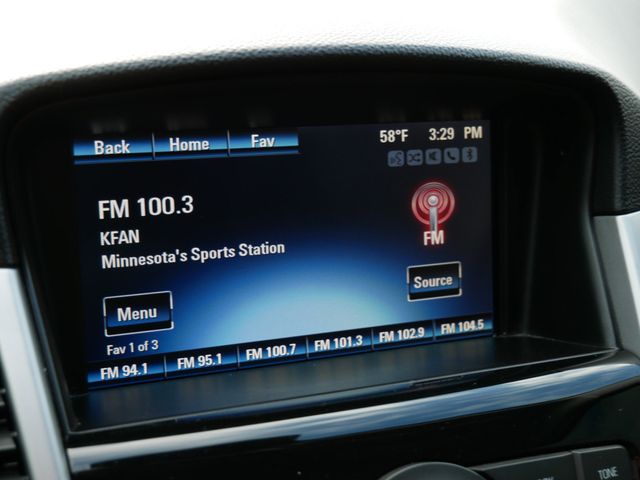 Back Home Fav 58°F 3:29 PM
FM 100.3
KFAN
Minnesota's Sports Station
FM
Menu
Source
Fav 1 of 3
FM 94.1 FM 95.1 FM 100.7 FM 101.3 FM 102.9 FM 104.5
TONE